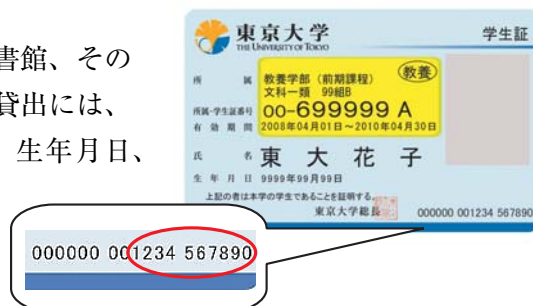 書館、その
貸出には、
生年月日、
東京大学
THE UNIVERSITY OF TOKYO
学生証
所属 教養学部（前期課程） 教養
文科一類 99組B
所属・学生証番号 00-699999 A
有効期間 2008年04月01日～2010年04月30日
氏名 東大花子
生年月日 9999年99月99日
上記の者は本学の学生であることを証明する。
東京大学総長
000000 001234 567890
000000 001234 567890